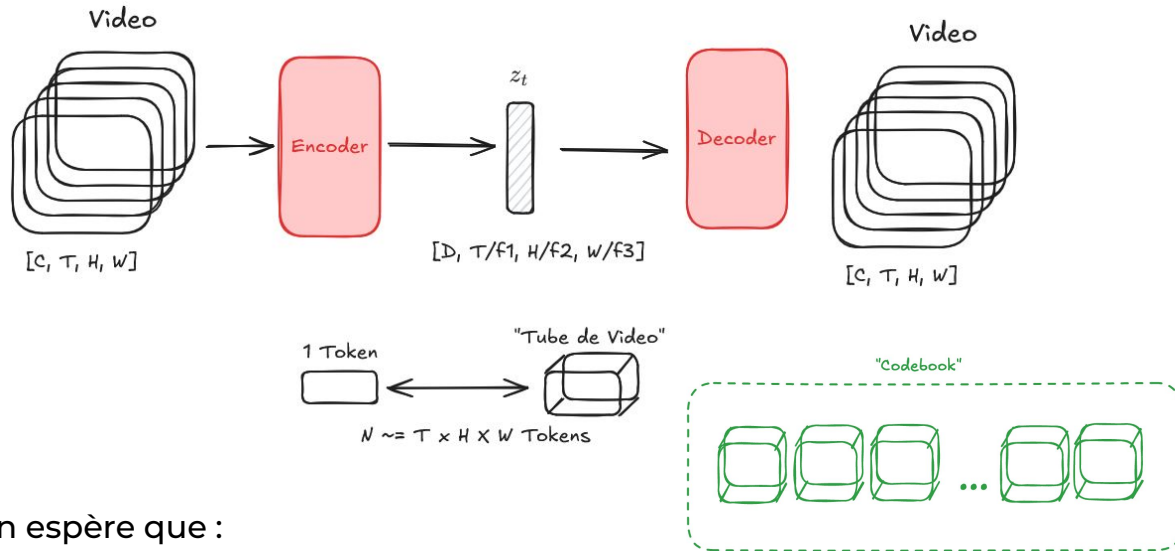 Video
Video
z_t
Encoder
Decoder
[C, T, H, W]
[D, T/f1, H/f2, W/f3]
[C, T, H, W]
1 Token
"Tube de Video"
N ~= T x H X W Tokens
"Codebook"
...
n espère que :